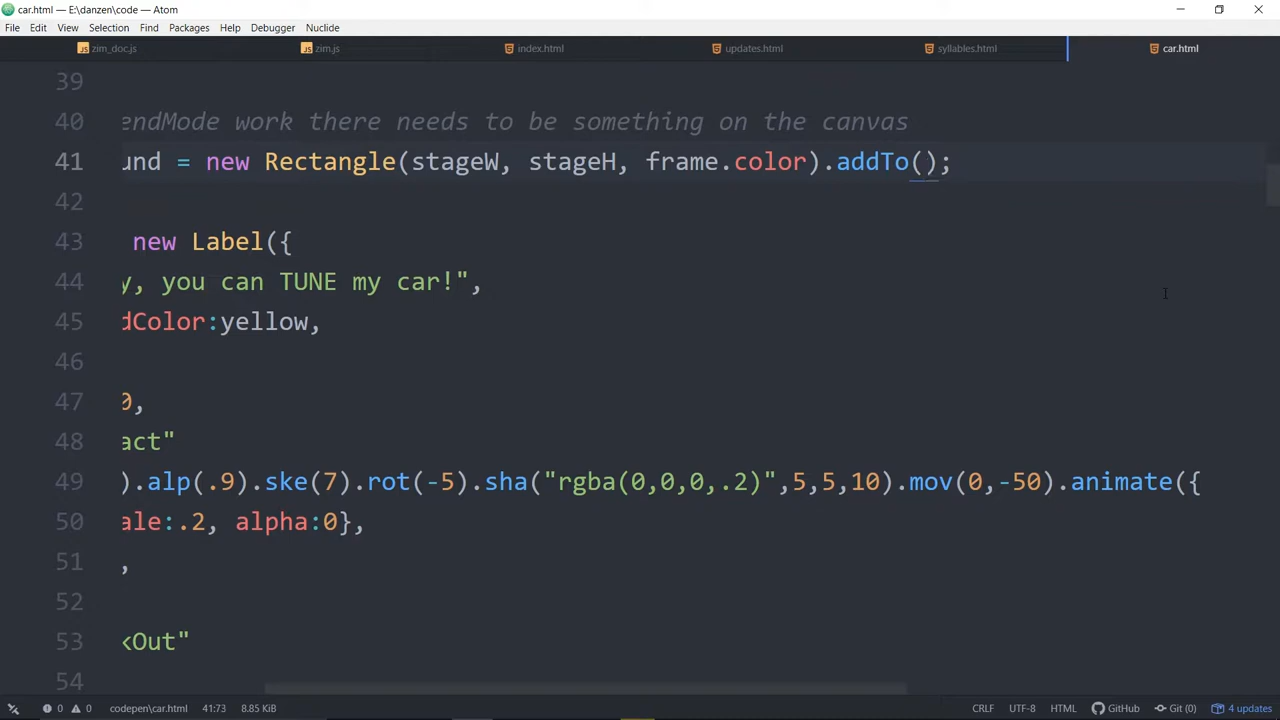 car.html — E:\danzen\code — Atom
File Edit View Selection Find Packages Help Debugger Nuclide
zim_doc.js zim.js index.html updates.html syllables.html car.html
39
40 endMode work there needs to be something on the canvas
41 und = new Rectangle(stageW, stageH, frame.color).addTo();
42
43 new Label({
44 y, you can TUNE my car!",
45 dColor:yellow,
46
47 0,
48 act"
49 ).alp(.9).ske(7).rot(-5).sha("rgba(0,0,0,.2)",5,5,10).mov(0,-50).animate({
50 ale:.2, alpha:0},
51 ,
52
53 kOut"
54
0 0 codepen\car.html 41:73 8.85 KiB CRLF UTF-8 HTML GitHub Git (0) 4 updates